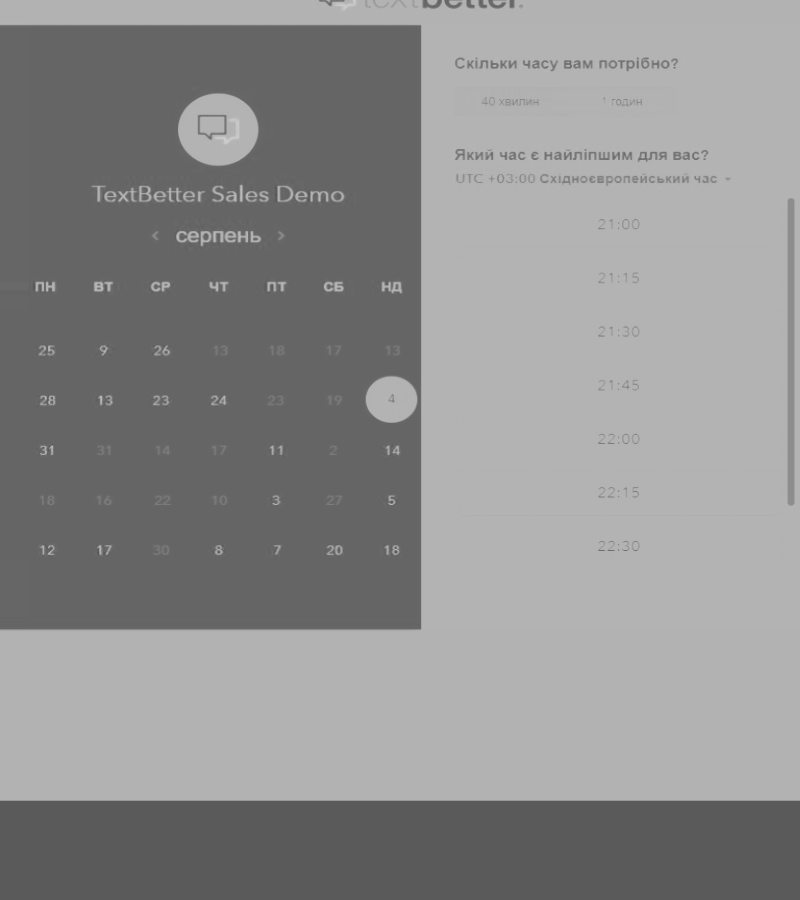 textbetter.
TextBetter Sales Demo
‹ серпень ›
ПН ВТ СР ЧТ ПТ СБ НД
25 9 26 13 18 17 13
28 13 23 24 23 19 4
31 31 14 17 11 2 14
18 16 22 10 3 27 5
12 17 30 8 7 20 18
Скільки часу вам потрібно?
40 хвилин 1 годин
Який час є найліпшим для вас?
UTC +03:00 Східноєвропейський час
21:00
21:15
21:30
21:45
22:00
22:15
22:30